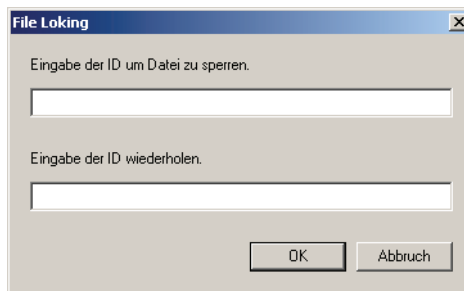 File Loking
Eingabe der ID um Datei zu sperren.
Eingabe der ID wiederholen.
OK Abbruch